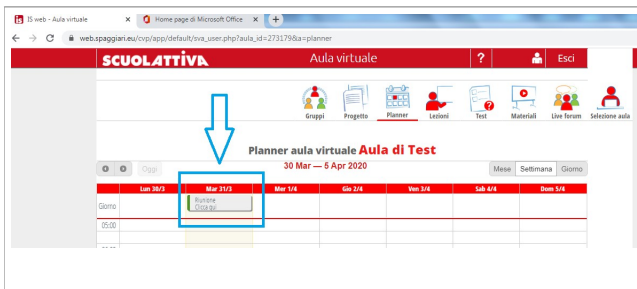 IS web - Aula virtuale
Home page di Microsoft Office
web.spaggiari.eu/cvp/app/default/sva_user.php?aula_id=273179&a=planner
SCUOLATTIVA
Aula virtuale
?
Esci
Gruppi Progetto Planner Lezioni Test Materiali Live forum Selezione aula
Planner aula virtuale Aula di Test
Oggi
30 Mar — 5 Apr 2020
Mese Settimana Giorno
Lun 30/3 Mar 31/3 Mer 1/4 Gio 2/4 Ven 3/4 Sab 4/4 Dom 5/4
Giorno
Riunione
Clicca qui
05:00